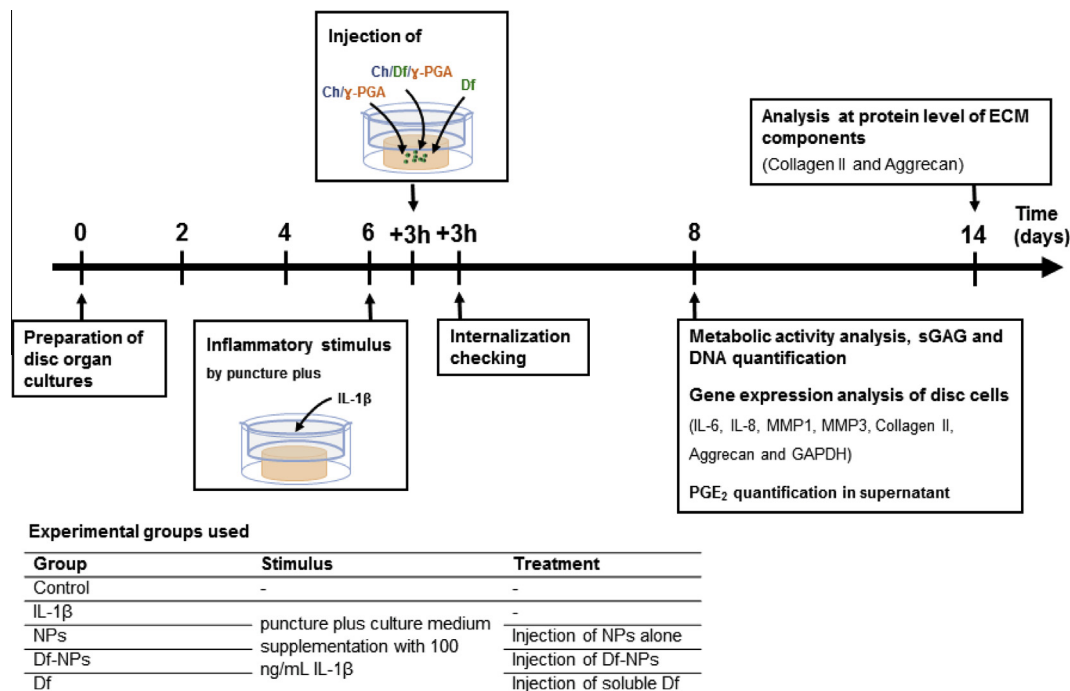 Injection of
Ch/Df/ɣ-PGA
Ch/ɣ-PGA
Df
Analysis at protein level of ECM
components
(Collagen II and Aggrecan)
0 2 4 6 +3h +3h 8 14 Time
(days)
Preparation of
disc organ
cultures
Inflammatory stimulus
by puncture plus
IL-1β
Internalization
checking
Metabolic activity analysis, sGAG and
DNA quantification
Gene expression analysis of disc cells
(IL-6, IL-8, MMP1, MMP3, Collagen II,
Aggrecan and GAPDH)
PGE₂ quantification in supernatant
Experimental groups used
Group Stimulus Treatment
Control - -
IL-1β -
puncture plus culture medium
supplementation with 100
ng/mL IL-1β
NPs Injection of NPs alone
Df-NPs Injection of Df-NPs
Df Injection of soluble Df